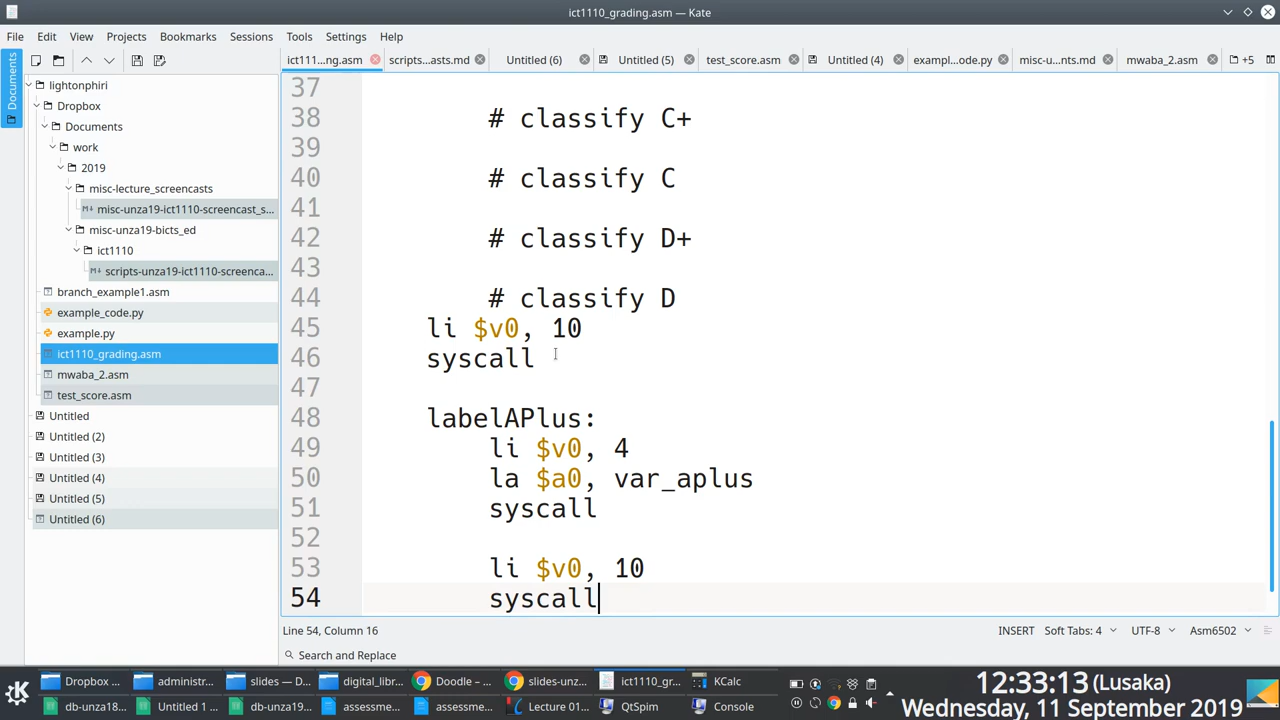 ict1110_grading.asm — Kate
File Edit View Projects Bookmarks Sessions Tools Settings Help
Documents
ict111...ng.asm scripts...asts.md Untitled (6) Untitled (5) test_score.asm Untitled (4) exampl...ode.py misc-u...nts.md mwaba_2.asm +5
lightonphiri
Dropbox
Documents
work
2019
misc-lecture_screencasts
misc-unza19-ict1110-screencast_s...
misc-unza19-bicts_ed
ict1110
scripts-unza19-ict1110-screenca...
branch_example1.asm
example_code.py
example.py
ict1110_grading.asm
mwaba_2.asm
test_score.asm
Untitled
Untitled (2)
Untitled (3)
Untitled (4)
Untitled (5)
Untitled (6)
37
38 # classify C+
39
40 # classify C
41
42 # classify D+
43
44 # classify D
45 li $v0, 10
46 syscall
47
48 labelAPlus:
49 li $v0, 4
50 la $a0, var_aplus
51 syscall
52
53 li $v0, 10
54 syscall
Line 54, Column 16 INSERT Soft Tabs: 4 UTF-8 Asm6502
Search and Replace
Dropbox ... administr... slides — D... digital_libr... Doodle – ... slides-unz... ict1110_gr... KCalc
db-unza18... Untitled 1 ... db-unza19... assessme... assessme... Lecture 01... QtSpim Console
12:33:13 (Lusaka)
Wednesday, 11 September 2019